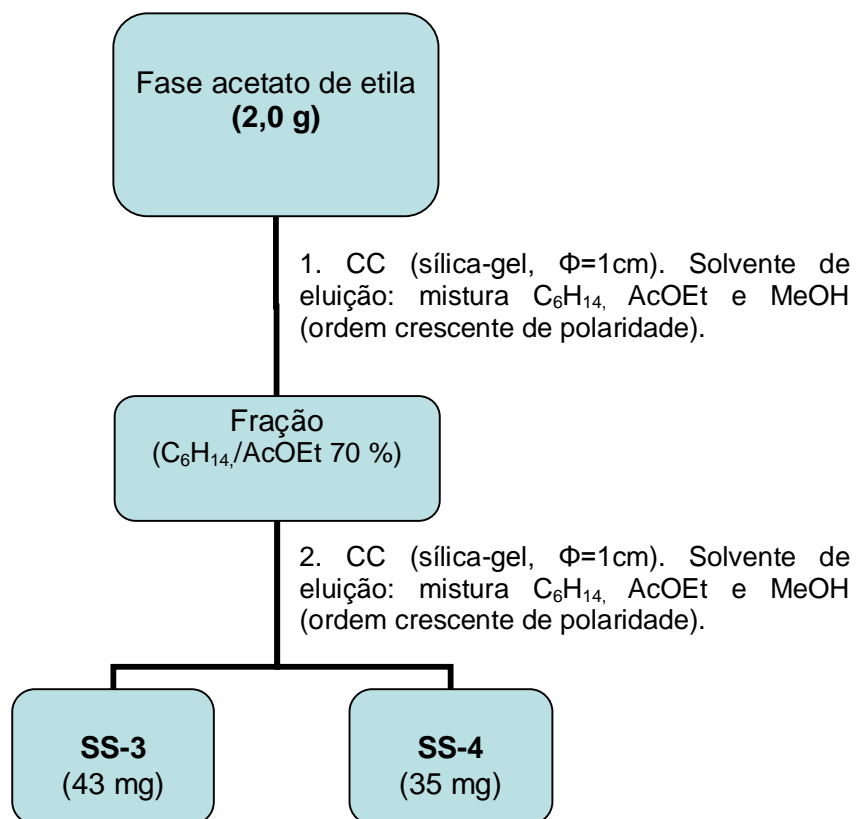 Fase acetato de etila
(2,0 g)
1. CC (sílica-gel, Φ=1cm). Solvente de
eluição: mistura C₆H₁₄, AcOEt e MeOH
(ordem crescente de polaridade).
Fração
(C₆H₁₄,/AcOEt 70 %)
2. CC (sílica-gel, Φ=1cm). Solvente de
eluição: mistura C₆H₁₄, AcOEt e MeOH
(ordem crescente de polaridade).
SS-3
(43 mg)
SS-4
(35 mg)